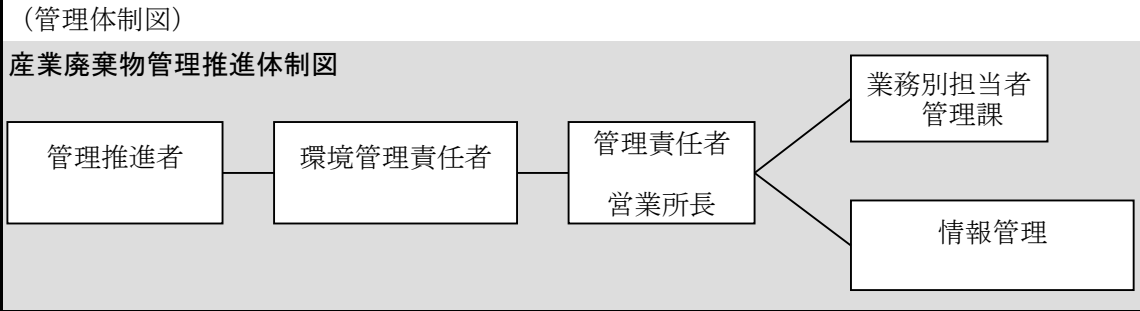 （管理体制図）
産業廃棄物管理推進体制図
管理推進者
環境管理責任者
管理責任者
営業所長
業務別担当者
管理課
情報管理